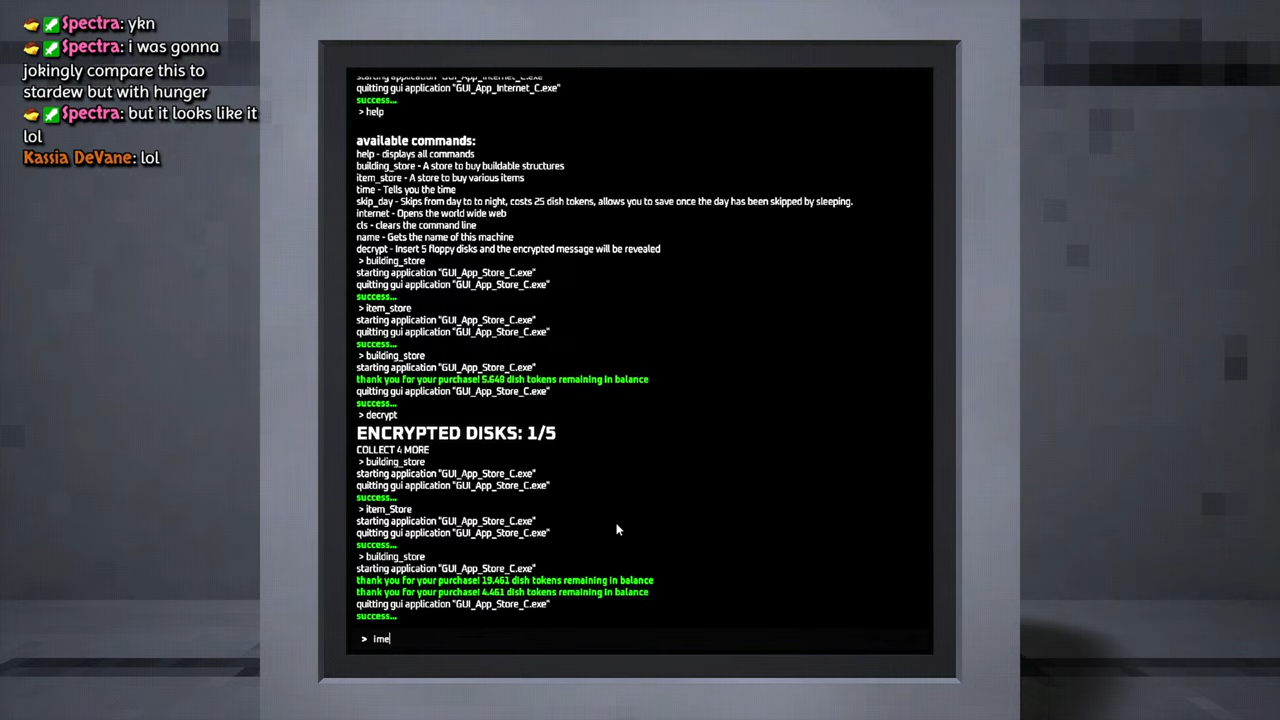 Spectra: ykn
Spectra: i was gonna
jokingly compare this to
stardew but with hunger
Spectra: but it looks like it
lol
Kassia DeVane: lol
starting application "GUI_App_Internet_C.exe"
quitting gui application "GUI_App_Internet_C.exe"
success...
> help
available commands:
help - displays all commands
building_store - A store to buy buildable structures
item_store - A store to buy various items
time - Tells you the time
skip_day - Skips from day to to night, costs 25 dish tokens, allows you to save once the day has been skipped by sleeping.
internet - Opens the world wide web
cls - clears the command line
name - Gets the name of this machine
decrypt - Insert 5 floppy disks and the encrypted message will be revealed
> building_store
starting application "GUI_App_Store_C.exe"
quitting gui application "GUI_App_Store_C.exe"
success...
> item_store
starting application "GUI_App_Store_C.exe"
quitting gui application "GUI_App_Store_C.exe"
success...
> building_store
starting application "GUI_App_Store_C.exe"
thank you for your purchase! 5.648 dish tokens remaining in balance
quitting gui application "GUI_App_Store_C.exe"
success...
> decrypt
ENCRYPTED DISKS: 1/5
COLLECT 4 MORE
> building_store
starting application "GUI_App_Store_C.exe"
quitting gui application "GUI_App_Store_C.exe"
success...
> item_Store
starting application "GUI_App_Store_C.exe"
quitting gui application "GUI_App_Store_C.exe"
success...
> building_store
starting application "GUI_App_Store_C.exe"
thank you for your purchase! 19.461 dish tokens remaining in balance
thank you for your purchase! 4.461 dish tokens remaining in balance
quitting gui application "GUI_App_Store_C.exe"
success...
> ime